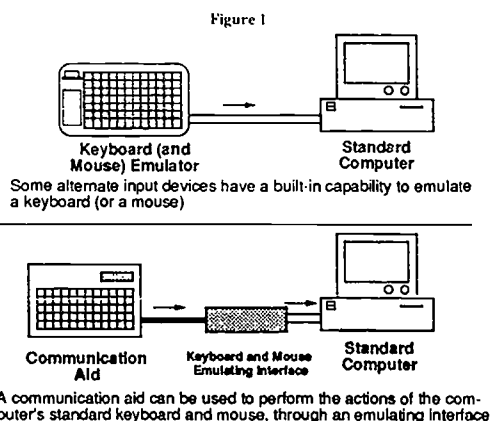 Figure 1
Keyboard (and
Mouse) Emulator
Standard
Computer
Some alternate input devices have a built-in capability to emulate
a keyboard (or a mouse)
Communication
Aid
Keyboard and Mouse
Emulating Interface
Standard
Computer
A communication aid can be used to perform the actions of the com-
puter's standard keyboard and mouse, through an emulating interface